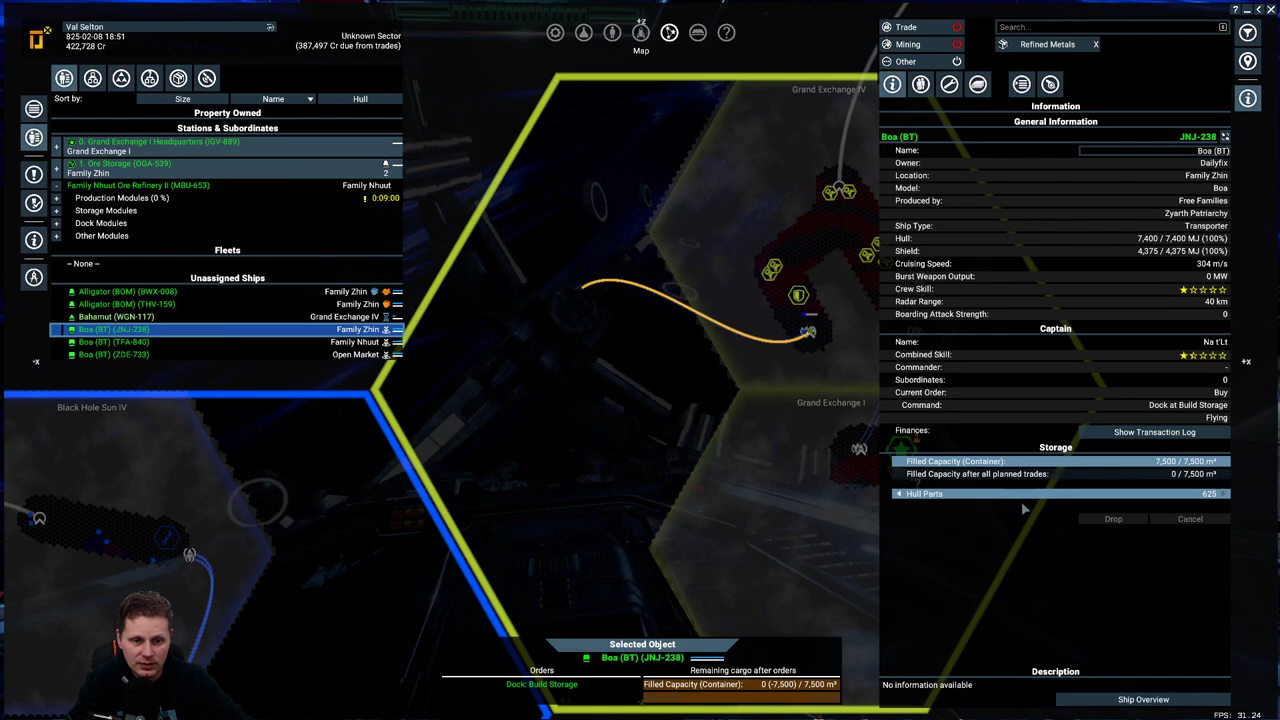 Val Selton
825-02-08 18:51
422,728 Cr
Unknown Sector
(387,497 Cr due from trades)
+z
Map
Sort by: Size Name Hull
Property Owned
Stations & Subordinates
0. Grand Exchange I Headquarters (IGV-889)
Grand Exchange I
1. Ore Storage (OGA-539)
Family Zhin 2
Family Nhuut Ore Refinery II (MBU-653) Family Nhuut
Production Modules (0 %) ! 0:09:00
Storage Modules
Dock Modules
Other Modules
Fleets
-- None --
Unassigned Ships
Alligator (BOM) (BWX-008) Family Zhin
Alligator (BOM) (THV-159) Family Zhin
Bahamut (WGN-117) Grand Exchange IV
Boa (BT) (JNJ-238) Family Zhin
Boa (BT) (TFA-840) Family Nhuut
Boa (BT) (ZDE-733) Open Market
-x
+x
Grand Exchange IV
Grand Exchange I
Black Hole Sun IV
Selected Object
Boa (BT) (JNJ-238)
Orders Remaining cargo after orders
Dock: Build Storage Filled Capacity (Container): 0 (-7,500) / 7,500 m³
Trade
Mining
Other
Search...
Refined Metals X
Information
General Information
Boa (BT) JNJ-238
Name: Boa (BT)
Owner: Dailyfix
Location: Family Zhin
Model: Boa
Produced by: Free Families
Zyarth Patriarchy
Ship Type: Transporter
Hull: 7,400 / 7,400 MJ (100%)
Shield: 4,375 / 4,375 MJ (100%)
Cruising Speed: 304 m/s
Burst Weapon Output: 0 MW
Crew Skill: ★☆☆☆☆
Radar Range: 40 km
Boarding Attack Strength: 0
Captain
Name: Na t'Lt
Combined Skill:
Commander: -
Subordinates: 0
Current Order: Buy
Command: Dock at Build Storage
Flying
Finances: Show Transaction Log
Storage
Filled Capacity (Container): 7,500 / 7,500 m³
Filled Capacity after all planned trades: 0 / 7,500 m³
Hull Parts 625
Drop Cancel
Description
No information available
Ship Overview
FPS: 31.24